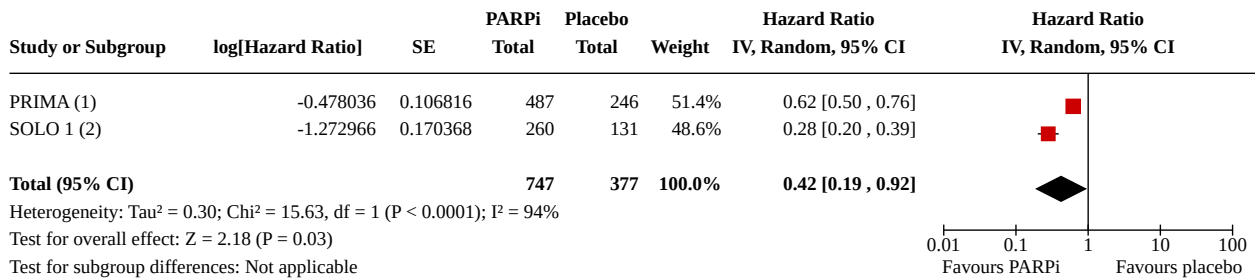 PARPi Placebo Hazard Ratio Hazard Ratio
Study or Subgroup log[Hazard Ratio] SE Total Total Weight IV, Random, 95% CI IV, Random, 95% CI
PRIMA (1) -0.478036 0.106816 487 246 51.4% 0.62 [0.50 , 0.76]
SOLO 1 (2) -1.272966 0.170368 260 131 48.6% 0.28 [0.20 , 0.39]
Total (95% CI) 747 377 100.0% 0.42 [0.19 , 0.92]
Heterogeneity: Tau² = 0.30; Chi² = 15.63, df = 1 (P < 0.0001); I² = 94%
Test for overall effect: Z = 2.18 (P = 0.03)
Test for subgroup differences: Not applicable
0.01 0.1 1 10 100
Favours PARPi Favours placebo